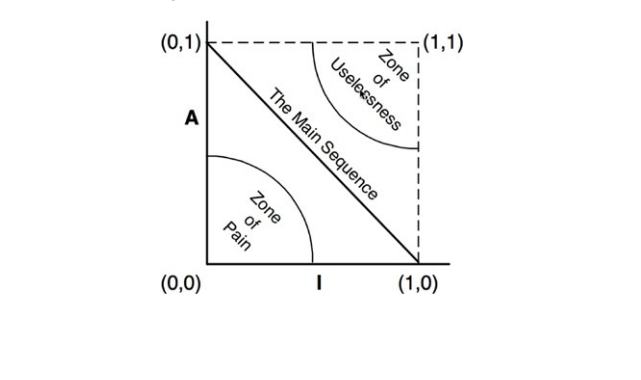 (0,1)
(1,1)
Zone
of
Uselessness
The Main Sequence
A
Zone
of
Pain
(0,0)
I
(1,0)